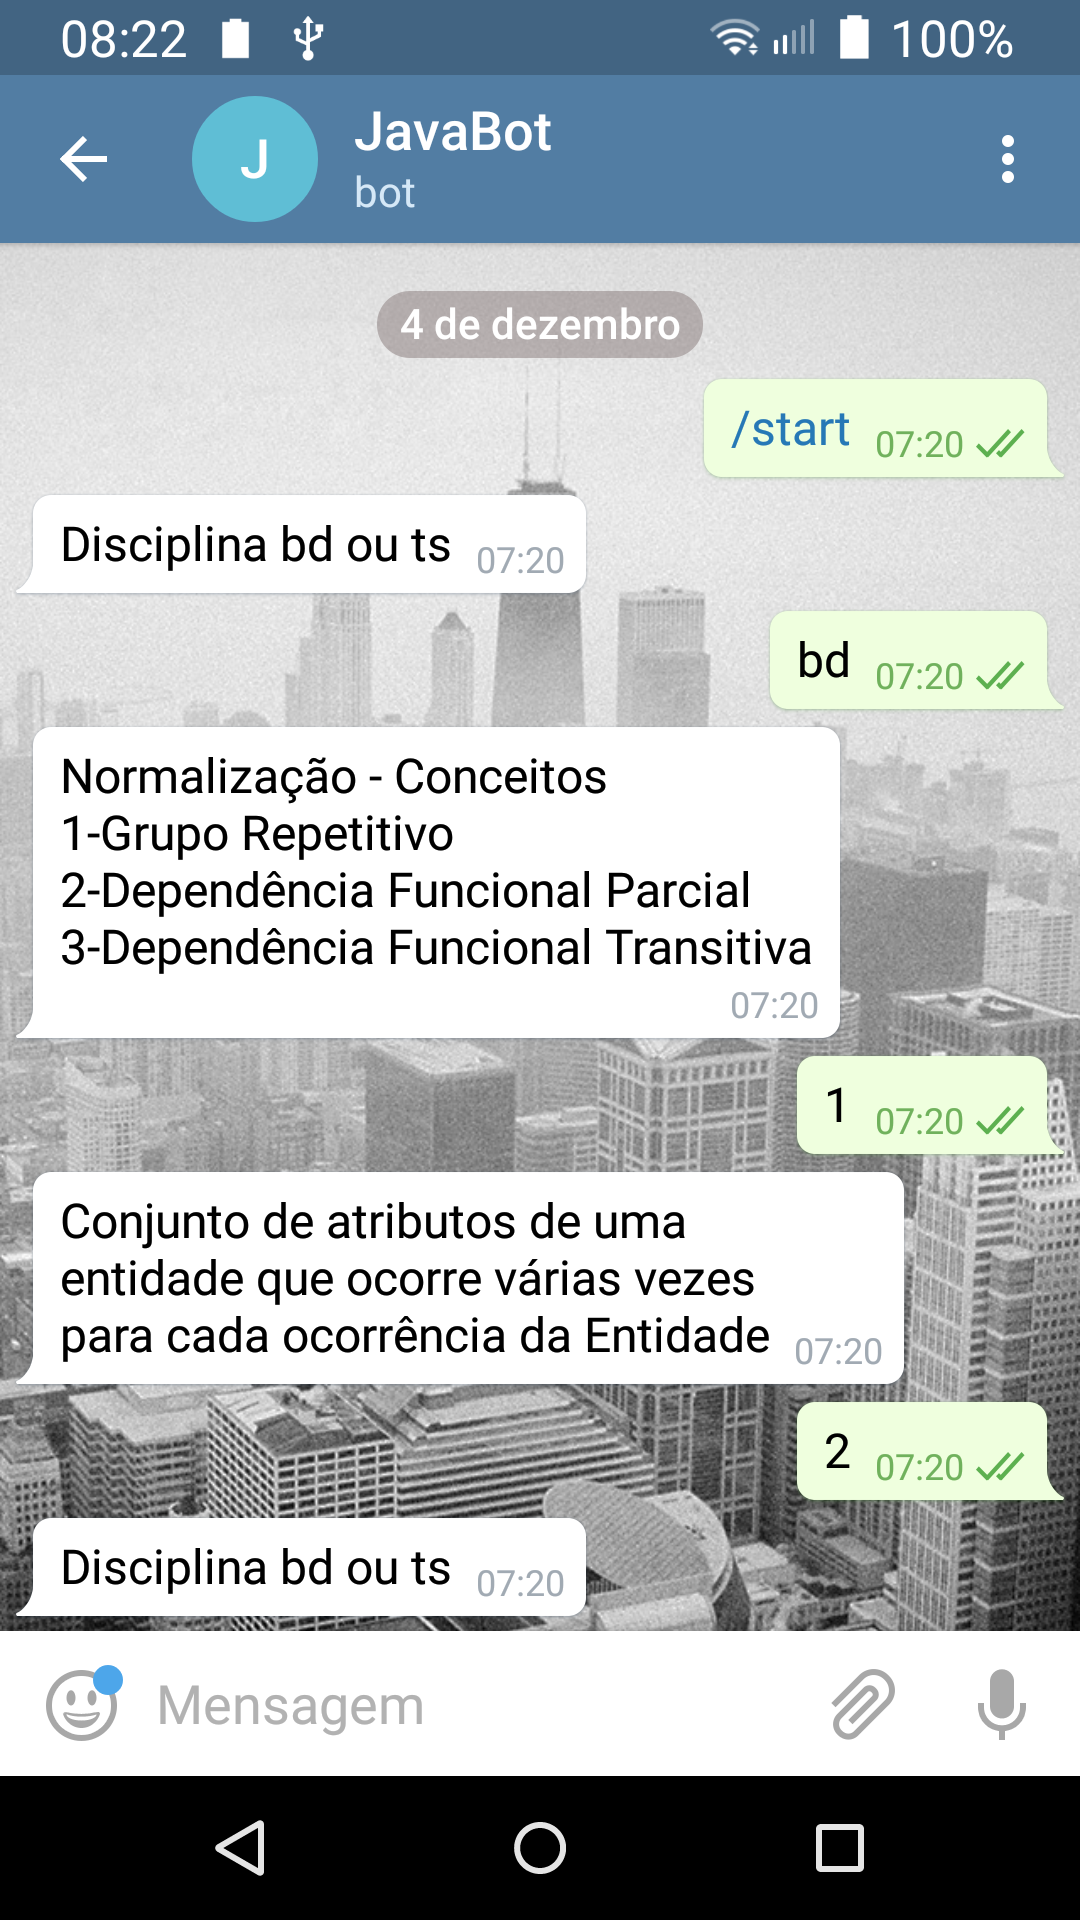 08:22 100%
J
JavaBot
bot
4 de dezembro
/start 07:20
Disciplina bd ou ts 07:20
bd 07:20
Normalização - Conceitos
1-Grupo Repetitivo
2-Dependência Funcional Parcial
3-Dependência Funcional Transitiva
07:20
1 07:20
Conjunto de atributos de uma
entidade que ocorre várias vezes
para cada ocorrência da Entidade 07:20
2 07:20
Disciplina bd ou ts 07:20
Mensagem